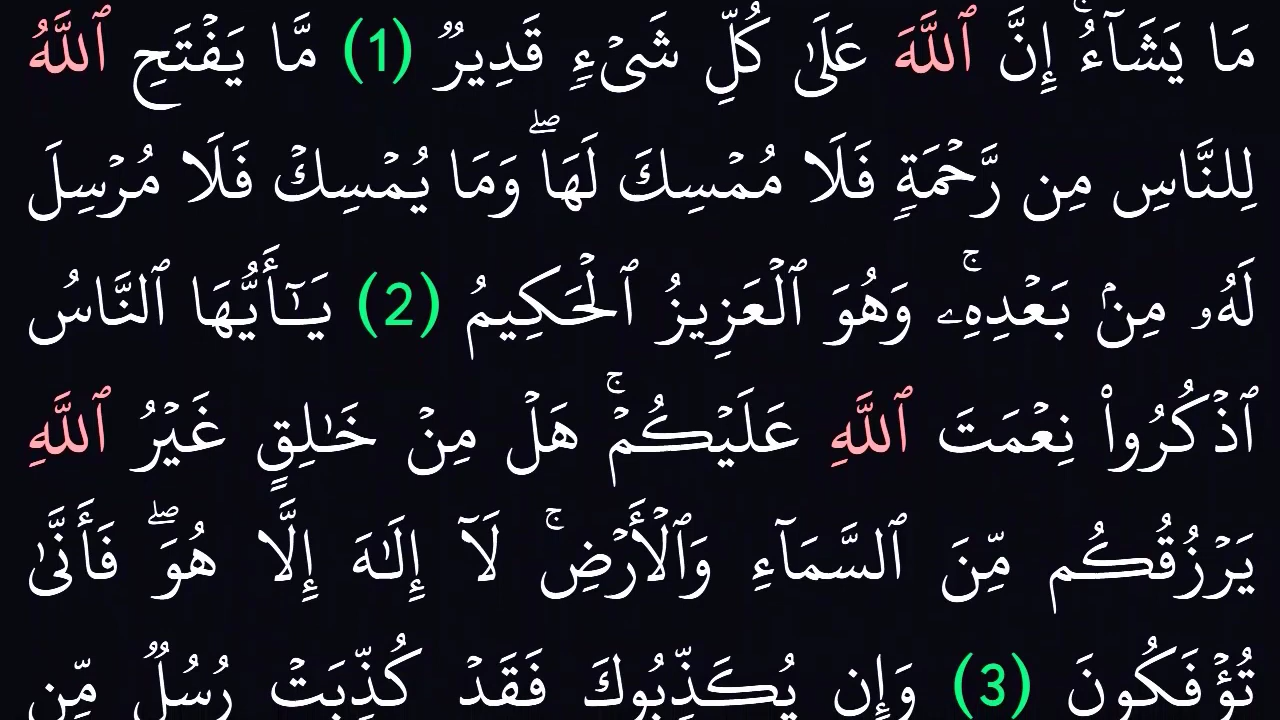 مَا يَشَآءُۚ إِنَّ ٱللَّهَ عَلَىٰ كُلِّ شَىْءٍۢ قَدِيرٌۭ (1) مَّا يَفْتَحِ ٱللَّهُ
لِلنَّاسِ مِن رَّحْمَةٍۢ فَلَا مُمْسِكَ لَهَاۖ وَمَا يُمْسِكْ فَلَا مُرْسِلَ
لَهُۥ مِنۢ بَعْدِهِۦۚ وَهُوَ ٱلْعَزِيزُ ٱلْحَكِيمُ (2) يَـٰٓأَيُّهَا ٱلنَّاسُ
ٱذْكُرُوا۟ نِعْمَتَ ٱللَّهِ عَلَيْكُمْۚ هَلْ مِنْ خَـٰلِقٍ غَيْرُ ٱللَّهِ
يَرْزُقُكُم مِّنَ ٱلسَّمَآءِ وَٱلْأَرْضِۚ لَآ إِلَـٰهَ إِلَّا هُوَۖ فَأَنَّىٰ
تُؤْفَكُونَ (3) وَإِن يُكَذِّبُوكَ فَقَدْ كُذِّبَتْ رُسُلٌۭ مِّن